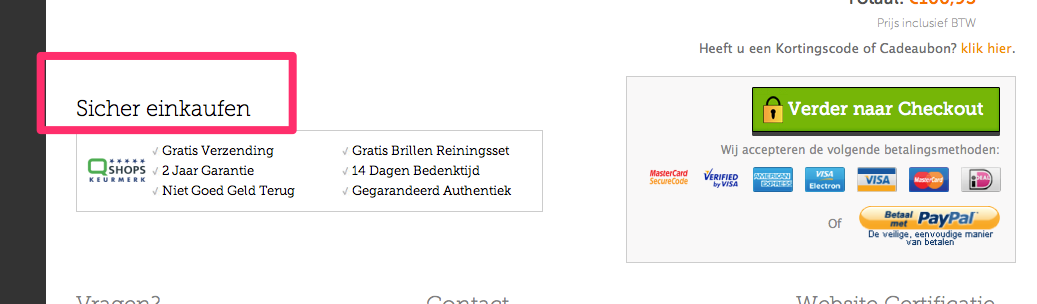 Totaal: €166,95
Prijs inclusief BTW
Heeft u een Kortingscode of Cadeaubon? klik hier.
Sicher einkaufen
Verder naar Checkout
Wij accepteren de volgende betalingsmethoden:
Q SHOPS KEURMERK
Gratis Verzending
2 Jaar Garantie
Niet Goed Geld Terug
Gratis Brillen Reiningsset
14 Dagen Bedenktijd
Gegarandeerd Authentiek
MasterCard SecureCode
VERIFIED by VISA
AMERICAN EXPRESS
VISA Electron
VISA
MasterCard
iDEAL
Of
Betaal met PayPal
De veilige, eenvoudige manier
van betalen
Vragen?
Contact
Website Certificatie